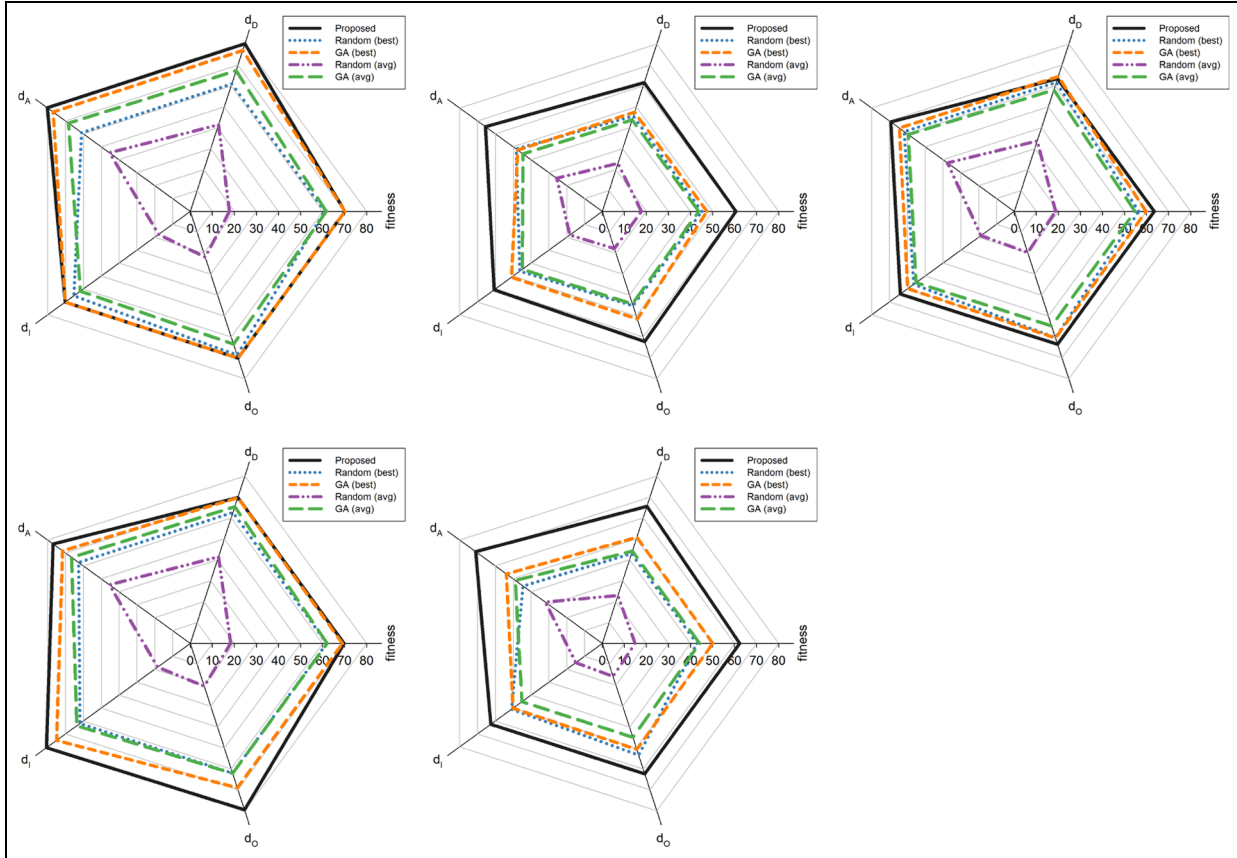 d_D
Proposed
Random (best)
GA (best)
Random (avg)
GA (avg)
d_A
0 10 20 30 40 50 60 70 80
fitness
d_I
d_O
d_D
Proposed
Random (best)
GA (best)
Random (avg)
GA (avg)
d_A
0 10 20 30 40 50 60 70 80
fitness
d_I
d_O
d_D
Proposed
Random (best)
GA (best)
Random (avg)
GA (avg)
d_A
0 10 20 30 40 50 60 70 80
fitness
d_I
d_O
d_D
Proposed
Random (best)
GA (best)
Random (avg)
GA (avg)
d_A
0 10 20 30 40 50 60 70 80
fitness
d_I
d_O
d_D
Proposed
Random (best)
GA (best)
Random (avg)
GA (avg)
d_A
0 10 20 30 40 50 60 70 80
fitness
d_I
d_O